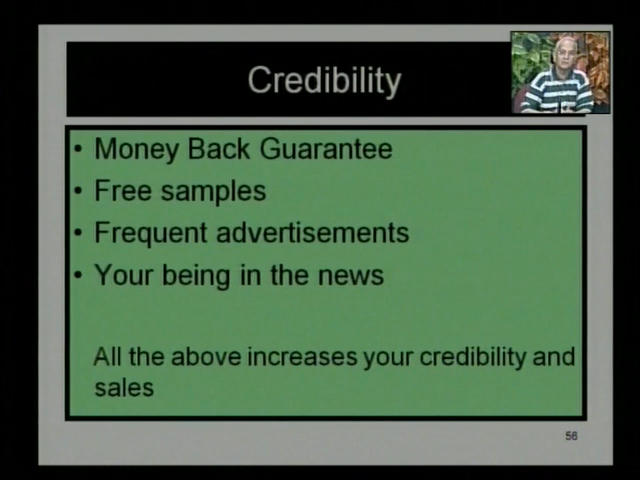 Credibility
• Money Back Guarantee
• Free samples
• Frequent advertisements
• Your being in the news
All the above increases your credibility and
sales
56